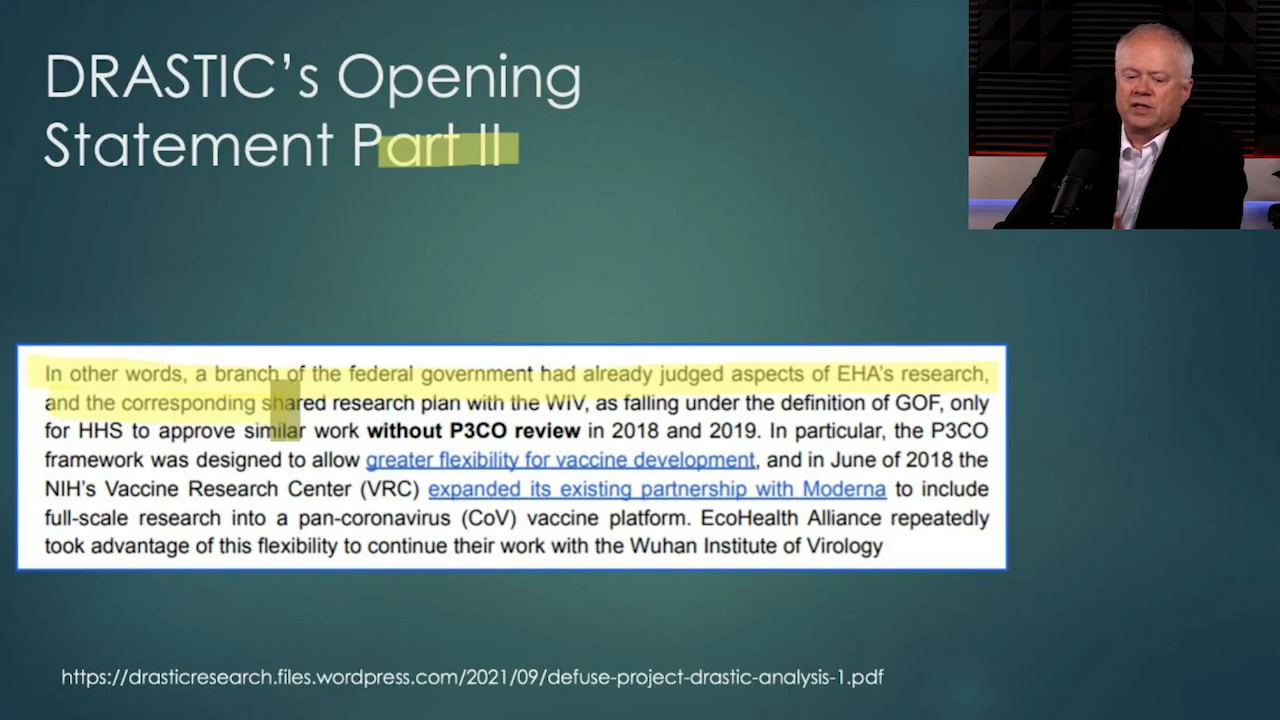 DRASTIC’s Opening
Statement Part II
In other words, a branch of the federal government had already judged aspects of EHA's research,
and the corresponding shared research plan with the WIV, as falling under the definition of GOF, only
for HHS to approve similar work without P3CO review in 2018 and 2019. In particular, the P3CO
framework was designed to allow greater flexibility for vaccine development, and in June of 2018 the
NIH's Vaccine Research Center (VRC) expanded its existing partnership with Moderna to include
full-scale research into a pan-coronavirus (CoV) vaccine platform. EcoHealth Alliance repeatedly
took advantage of this flexibility to continue their work with the Wuhan Institute of Virology
https://drasticresearch.files.wordpress.com/2021/09/defuse-project-drastic-analysis-1.pdf